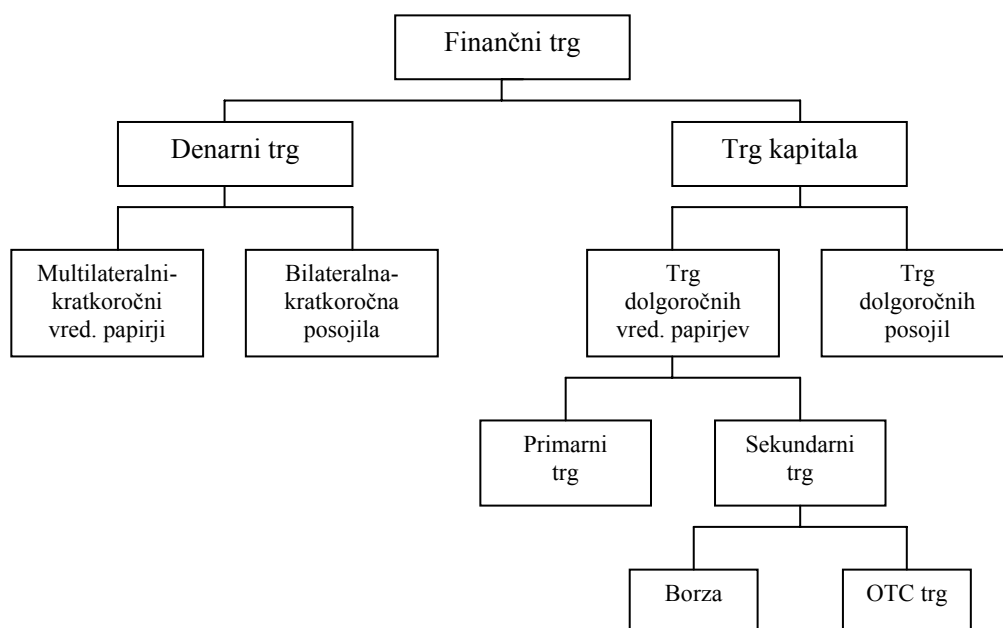 Finančni trg
Denarni trg
Trg kapitala
Multilateralni-
kratkoročni
vred. papirji
Bilateralna-
kratkoročna
posojila
Trg
dolgoročnih
vred. papirjev
Trg
dolgoročnih
posojil
Primarni
trg
Sekundarni
trg
Borza
OTC trg